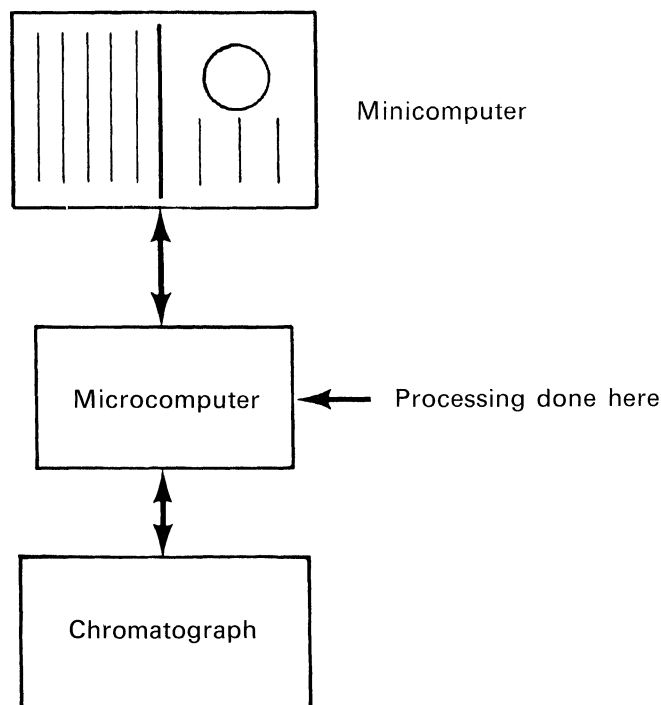 Minicomputer
Microcomputer
Processing done here
Chromatograph